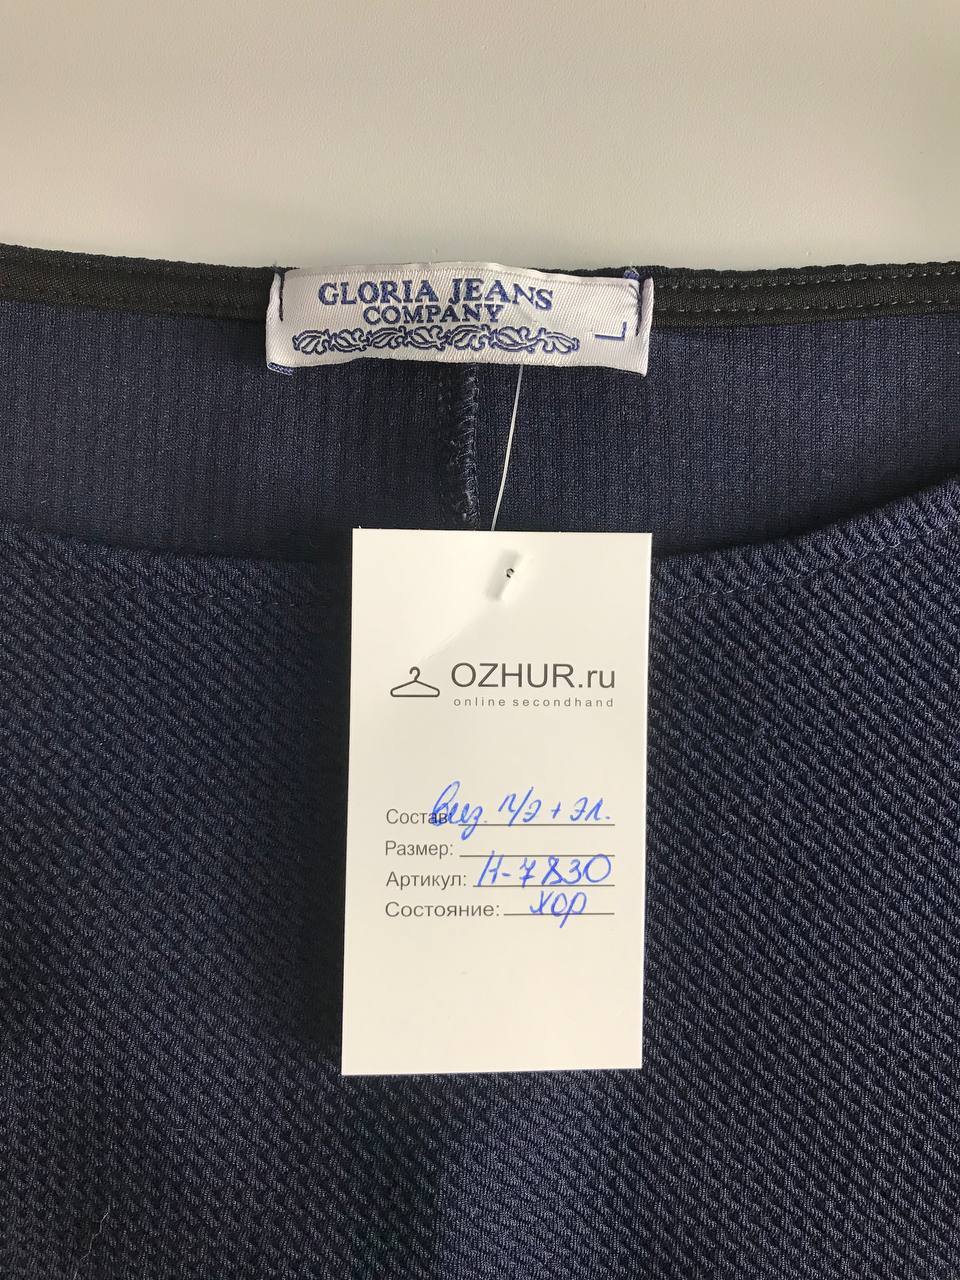 GLORIA JEANS
COMPANY
L
OZHUR.ru
online secondhand
Состав: виз. п/э + эл.
Размер:
Артикул: Н-7830
Состояние: хор